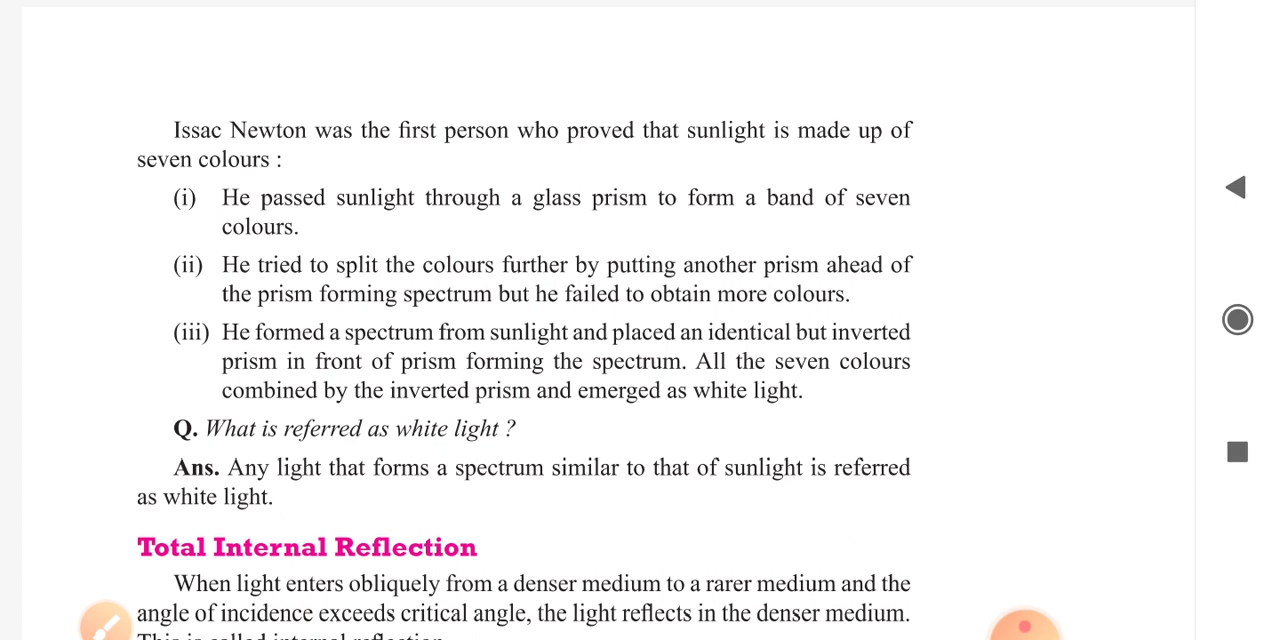 Issac Newton was the first person who proved that sunlight is made up of
seven colours :
(i) He passed sunlight through a glass prism to form a band of seven
colours.
(ii) He tried to split the colours further by putting another prism ahead of
the prism forming spectrum but he failed to obtain more colours.
(iii) He formed a spectrum from sunlight and placed an identical but inverted
prism in front of prism forming the spectrum. All the seven colours
combined by the inverted prism and emerged as white light.
Q. What is referred as white light ?
Ans. Any light that forms a spectrum similar to that of sunlight is referred
as white light.
Total Internal Reflection
When light enters obliquely from a denser medium to a rarer medium and the
angle of incidence exceeds critical angle, the light reflects in the denser medium.
This is called internal reflection